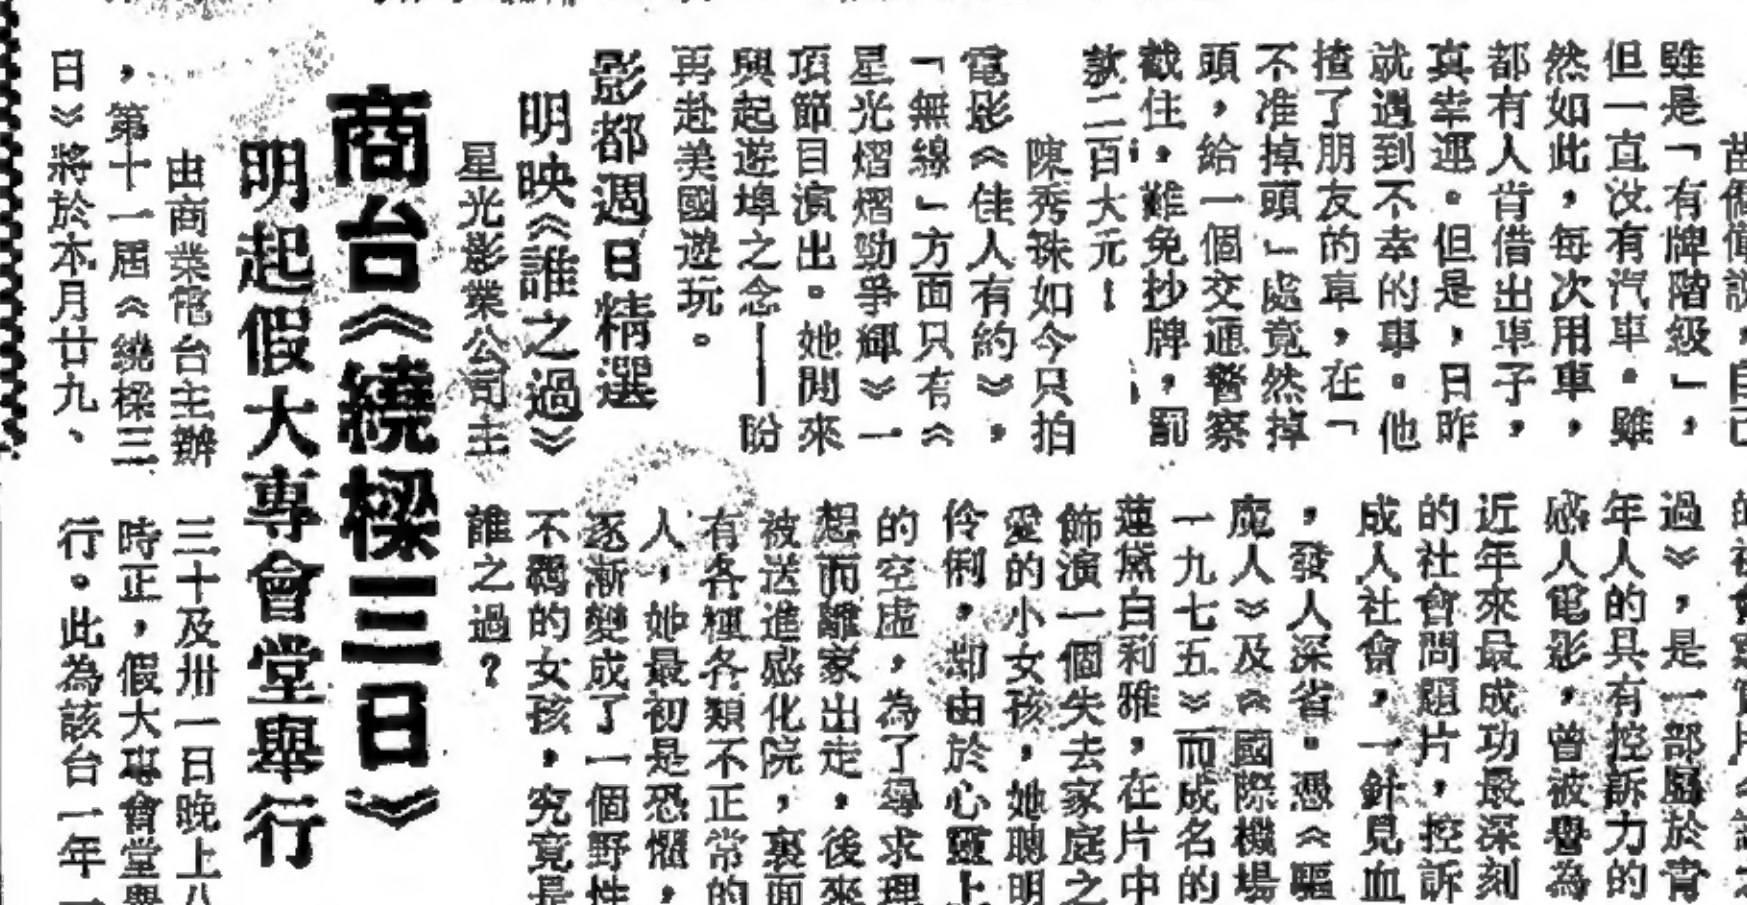 雖是「有牌階級」，
但一直没有汽車。雖
然如此，每次用車，
都有人肯借出車子，
真幸運。但是，日昨
就遇到不幸的事。他
揸了朋友的車，在「
不准掉頭」處竟然掉
頭，給一個交通警察
截住，難免抄牌，罰
款二百大元！
陳秀珠如今只拍
電影《佳人有約》，
「無線」方面只有《
星光熠熠勁爭輝》一
項節目演出。她閒來
興起遊埠之念——盼
再赴美國遊玩。
影都週日精選
明映《誰之過》
星光影業公司主
過》，是一部屬於青
年人的具有控訴力的
感人電影，曾被譽為
近年來最成功最深刻
的社會問題片，控訴
成人社會，一針見血
，發人深省。憑《驅
魔人》及《國際機場
一九七五》而成名的
蓮黛白利雅，在片中
飾演一個失去家庭之
愛的小女孩，她聰明
伶俐，却由於心靈上
的空虛，為了尋求理
想而離家出走，後來
被送進感化院，裏面
有各種各類不正常的
人，她最初是恐懼，
逐漸變成了一個野性
不羈的女孩，究竟是
誰之過？
商台《繞樑三日》
明起假大專會堂舉行
由商業電台主辦
，第十一屆《繞樑三
日》將於本月廿九、
三十及卅一日晚上八
時正，假大專會堂舉
行。此為該台一年一